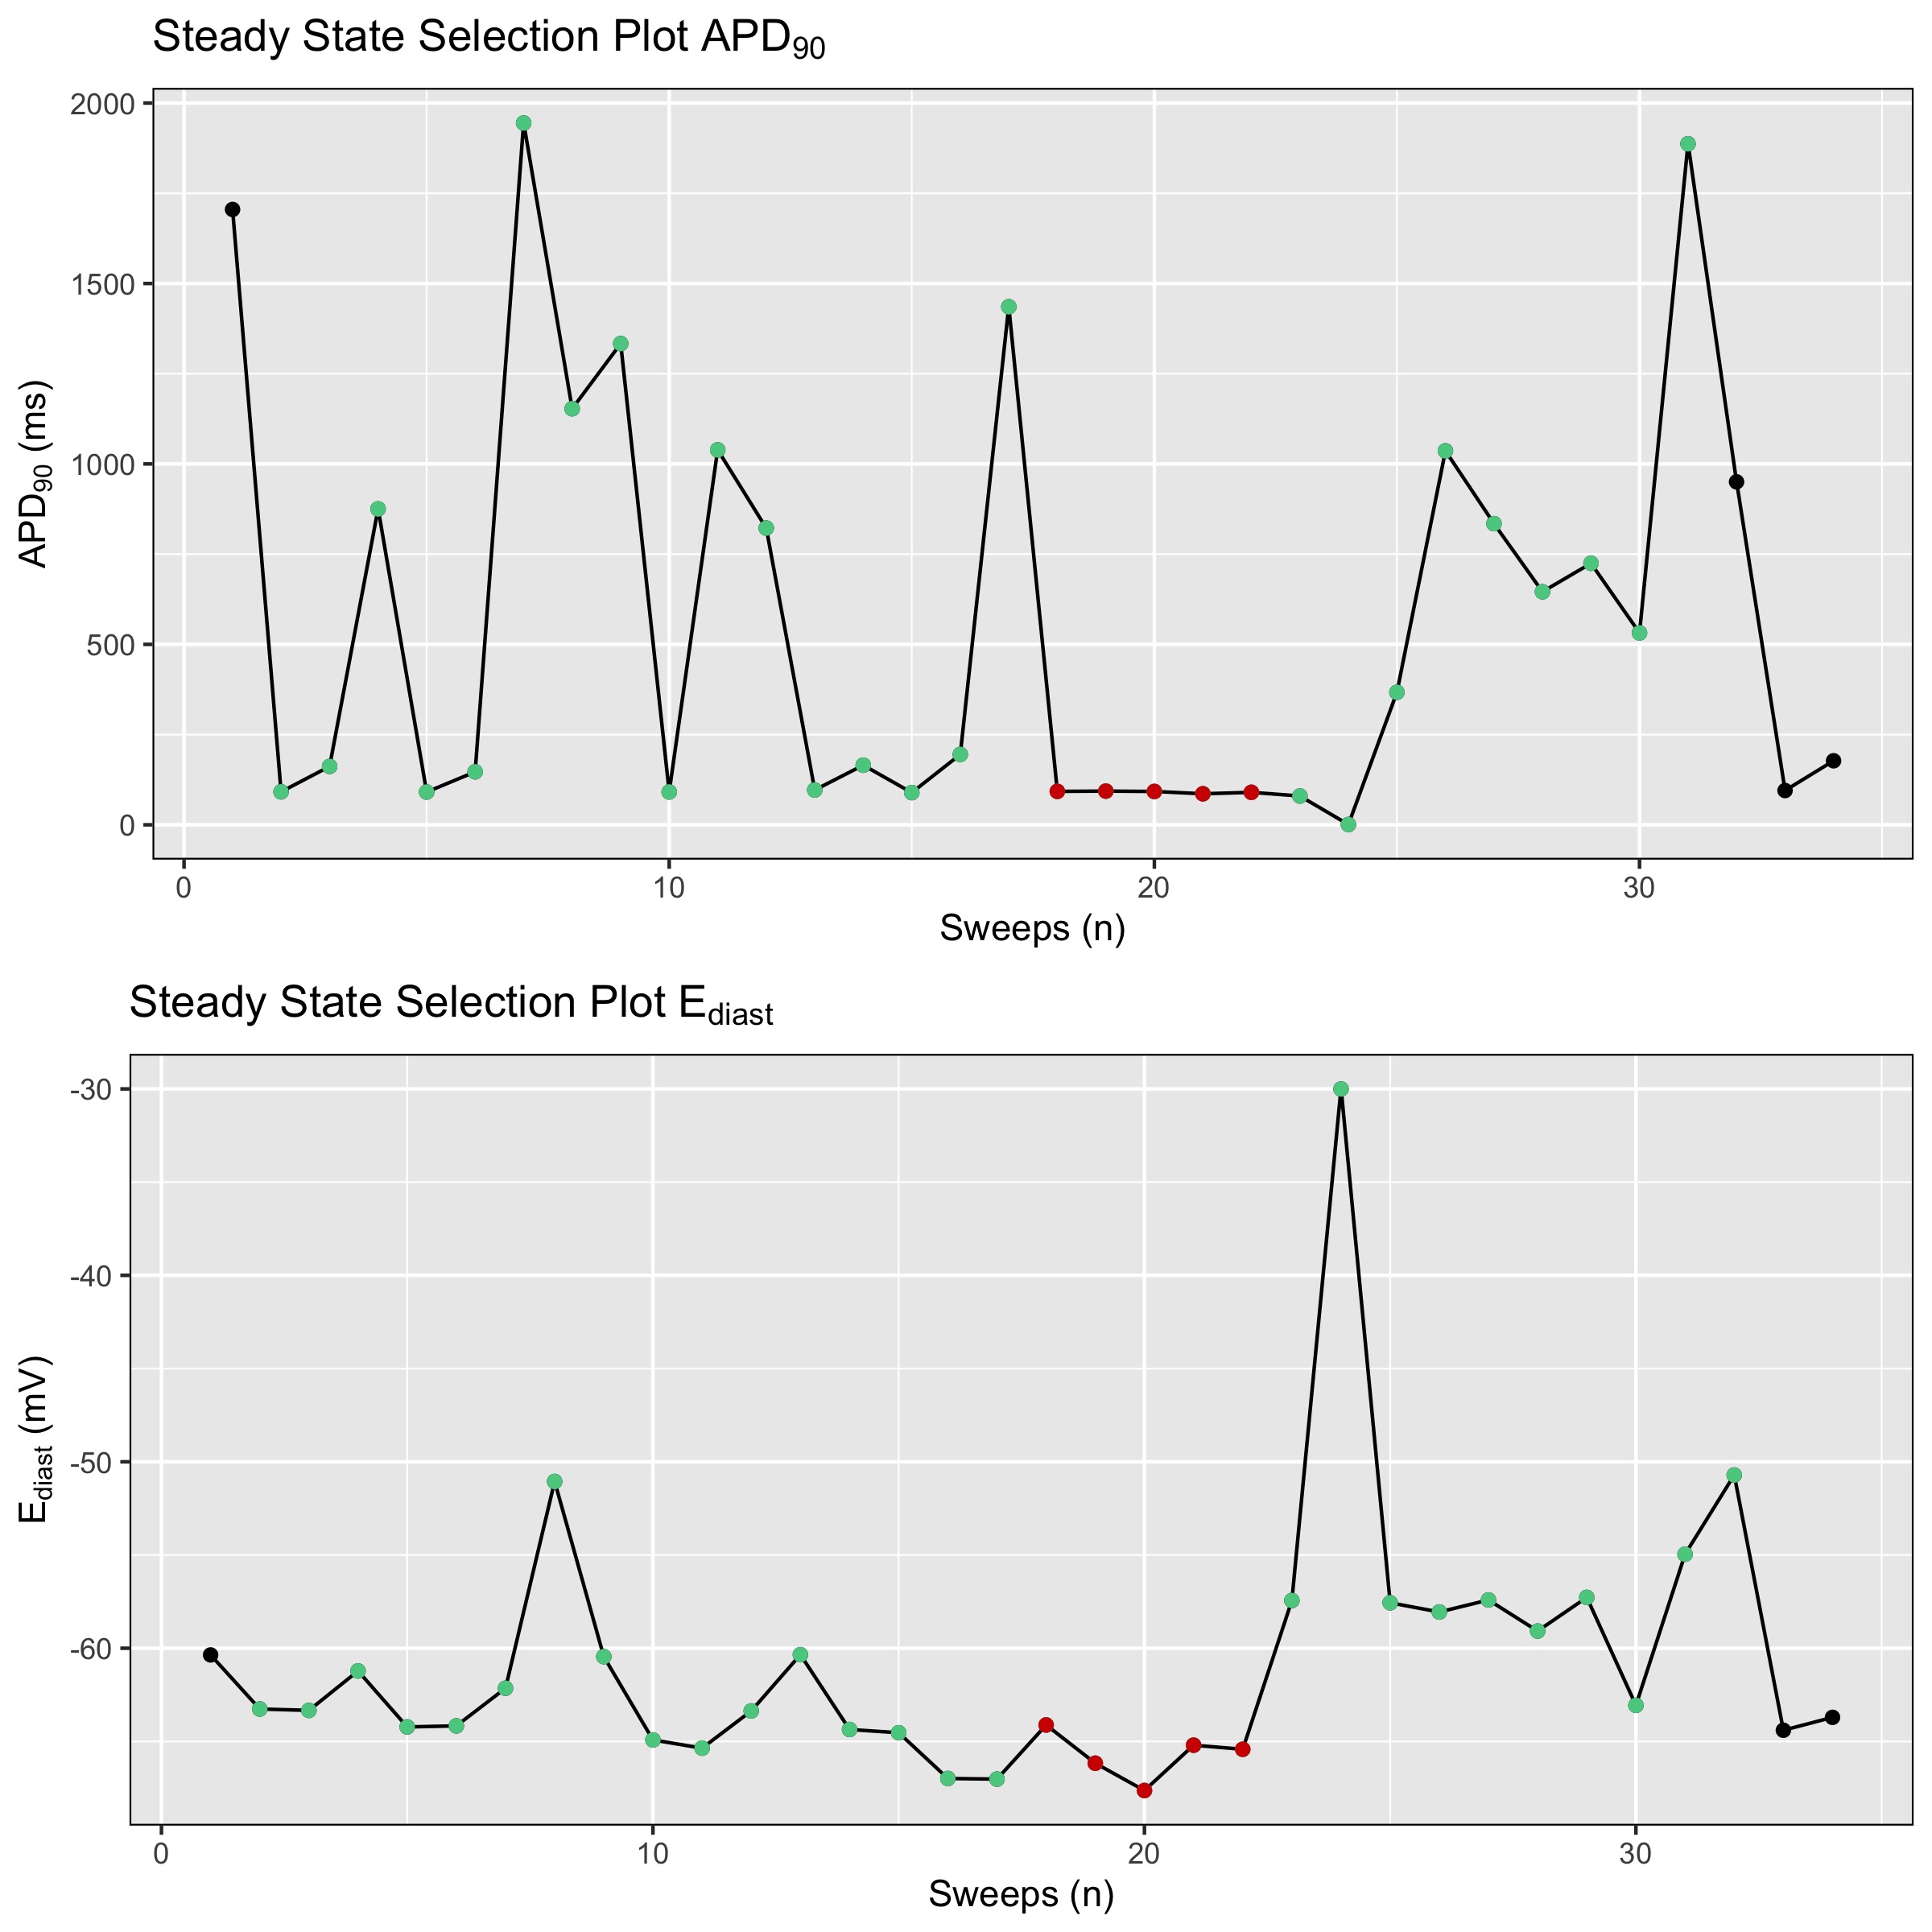 Steady State Selection Plot APD90
2000
1500
1000
500
0
APD90 (ms)
0 10 20 30
Sweeps (n)
Steady State Selection Plot Ediast
-30
-40
-50
-60
Ediast (mV)
0 10 20 30
Sweeps (n)